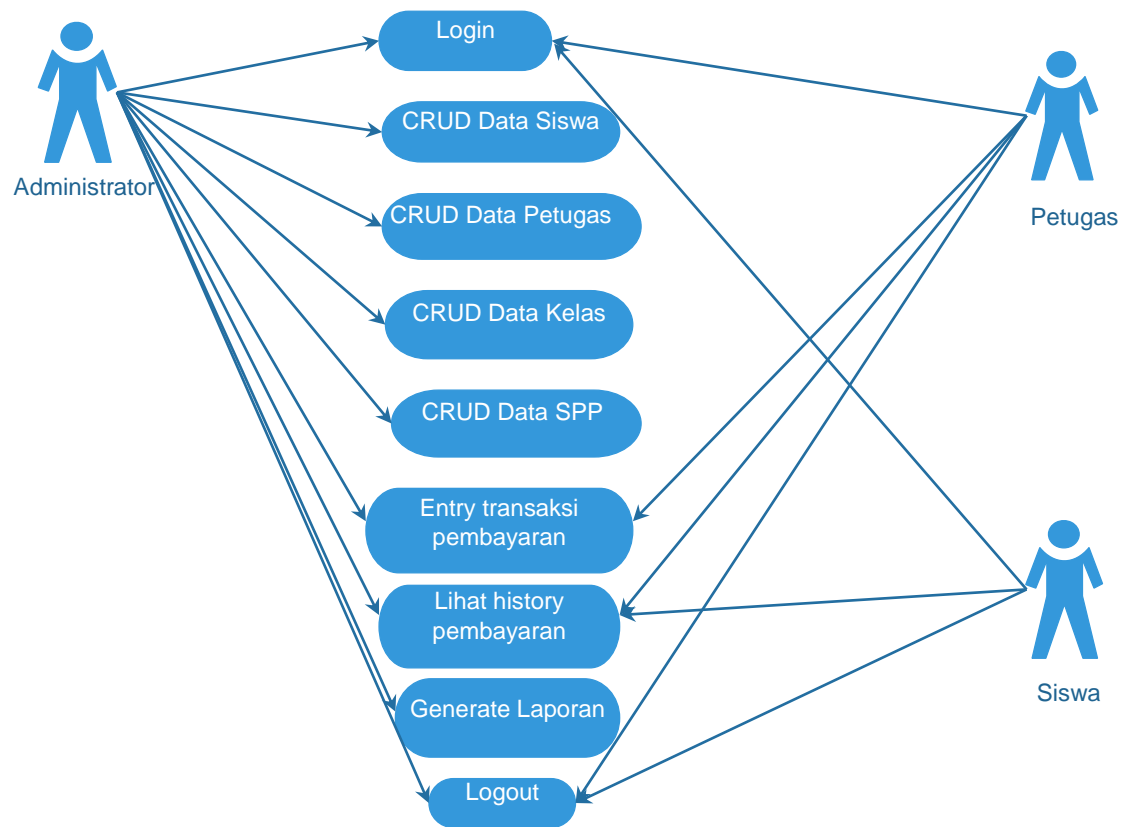 Login
CRUD Data Siswa
Administrator
CRUD Data Petugas
Petugas
CRUD Data Kelas
CRUD Data SPP
Entry transaksi
pembayaran
Lihat history
pembayaran
Siswa
Generate Laporan
Logout